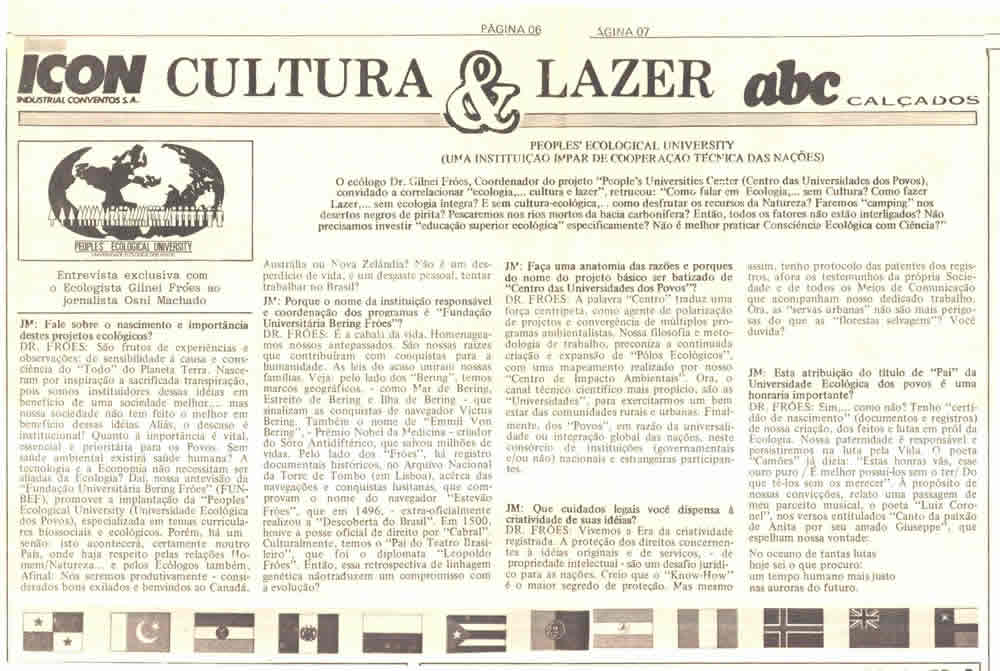 PÁGINA 06
ÁGINA 07
ICON
INDUSTRIAL CONVENTOS S.A.
CULTURA & LAZER
abc
CALÇADOS
PEOPLES' ECOLOGICAL UNIVERSITY
(UMA INSTITUIÇÃO IMPAR DE COOPERAÇÃO TÉCNICA DAS NAÇÕES)
O ecólogo Dr. Gilnei Fróes, Coordenador do projeto "People's Universities Center (Centro das Universidades dos Povos),
convidado a correlacionar "ecologia,... cultura e lazer", retrucou: "Como falar em Ecologia,... sem Cultura? Como fazer
Lazer,... sem ecologia íntegra? E sem cultura-ecológica,.. como desfrutar os recursos da Natureza? Faremos "camping" nos
desertos negros de pirita? Pescaremos nos rios mortos da hacia carbonífera? Então, todos os fatores não estão interligados? Não
precisamos investir "educação superior ecológica" especificamente? Não é melhor praticar Consciência Ecológica com Ciência?"
PEOPLES' ECOLOGICAL UNIVERSITY
Entrevista exclusiva com
o Ecologista Gilnei Fróes ao
jornalista Osni Machado
JM: Fale sobre o nascimento e importância
destes projetos ecológicos?
DR. FRÓES: São frutos de experiências e
observações: de sensibilidade á causa e cons-
ciência do "Todo" do Planeta Terra. Nasce-
ram por inspiração a sacrificada transpiração,
pois somos instituidores dessas idéias em
benefício de uma sociedade melhor,... mas
nossa sociedade não tem feito o melhor em
benefício dessas idéias. Aliás, o descaso é
institucional! Quanto á importância é vital,
essencial e prioritária para os Povos. Sem
saúde ambiental existirá saúde humana? A
tecnologia e a Economia não necessitam ser
aliadas da Ecologia? Daí, nossa antevisão da
"Fundação Universitária Bering Fróes" (FUN-
BEF), promover a implantação da "Peoples'
Ecological University (Universidade Ecológica
dos Povos), especializada em temas curricula-
res biossociais e ecológicos. Porém, há um
senão: isto acontecerá, certamente noutro
País, onde haja respeito pelas relações Ho-
mem/Natureza... e pelos Ecólogos também.
Afinal: Nós seremos produtivamente - consi-
derados bons exilados e benvindos ao Canadá.
Austrália ou Nova Zelândia? Não é um des-
perdício de vida, é um desgaste pessoal, tentar
trabalhar no Brasil?
JM: Porque o nome da instituição responsável
e coordenação dos programas é "Fundação
Universitária Bering Fróes"?
DR. FRÓES: É a cabala da vida. Homenagea-
mos nossos antepassados. São nossas raízes
que contribuíram com conquistas para a
humanidade. As leis do acaso uniram nossas
famílias. Veja: pelo lado dos "Bering", temos
marcos geográficos, - como Mar de Bering,
Estreito de Bering e Ilha de Bering - que
sinalizam as conquistas de navegador Victus
Bering. Também o nome de "Emmil Von
Bering", - Prêmio Nobel da Medicina - criador
do Soro Antidiftérico, que salvou milhões de
vidas. Pelo lado dos "Fróes", há registro
documentais históricos, no Arquivo Nacional
da Torre de Tombo (em Lisboa), acerca das
navegações e conquistas lusitanas, que com-
provam o nome do navegador "Estevão
Fróes", que em 1496, - extra-oficialmente
realizou a "Descoberta do Brasil". Em 1500,
houve a posse oficial de direito por "Cabral".
Culturalmente, temos o "Pai do Teatro Brasi-
leiro", que foi o diplomata "Leopoldo
Fróes". Então, essa retrospectiva de linhagem
genética nãotraduzem um compromisso com
a evolução?
JM: Faça uma anatomia das razões e porques
do nome do projeto básico ser batizado de
"Centro das Universidades dos Povos"?
DR. FRÓES: A palavra "Centro" traduz uma
força centrípeta, como agente de polarização
de projetos e convergência de múltiplos pro-
gramas ambientalistas. Nossa filosofia e meto-
dologia de trabalho, preconiza a continuada
criação e expansão de "Pólos Ecológicos",
com uma mapeamento realizado por nosso
"Centro de Impacto Ambientais". Ora, o
canal técnico científico mais propício, são as
"Universidades", para exercitarmos um bem
estar das comunidades rurais e urbanas. Final-
mente, dos "Povos", em razão da universali-
dade ou integração global das nações, neste
consórcio de instituições (governamentais
e/ou não) nacionais e estrangeiras participan-
tes.
JM: Que cuidados legais você dispensa à
criatividade de suas idéias?
DR. FRÓES: Vivemos a Era da criatividade
registrada. A proteção dos direitos concernen-
tes à idéias originais e de serviços, - de
propriedade intelectual - são um desafio jurídi-
co para as nações. Creio que o "Know-How"
é o maior segredo de proteção. Mas mesmo
assim, tenho protocolo das patentes dos regis-
tros, afora os testemunhos da própria Socie-
dade e de todos os Meios de Comunicação
que acompanham nosso dedicado trabalho.
Ora, as "servas urbanas" não são mais perigo-
sas do que as "florestas selvagens"? Você
duvida?
JM: Esta atribuição do título de "Pai" da
Universidade Ecológica dos povos é uma
honraria importante?
DR. FRÓES: Sim,... como não? Tenho "certi-
dão de nascimento" (documentos e registros)
de nossa criação, dos feitos e lutas em pról da
Ecologia. Nossa paternidade é responsável e
persistiremos na luta pela Vida. O poeta
"Camões" já dizia: "Estas honras vãs, esse
ouro puro / É melhor possuí-los sem o ter/ Do
que tê-los sem os merecer". A propósito de
nossas convicções, relato uma passagem de
meu parceito musical, o poeta "Luiz Coro-
nel", nos versos entitulados "Canto da paixão
de Anita por seu amado Giuseppe", que
espelham nossa vontade:
No oceano de tantas lutas
hoje sei o que procuro:
um tempo humano mais justo
nas auroras do futuro.